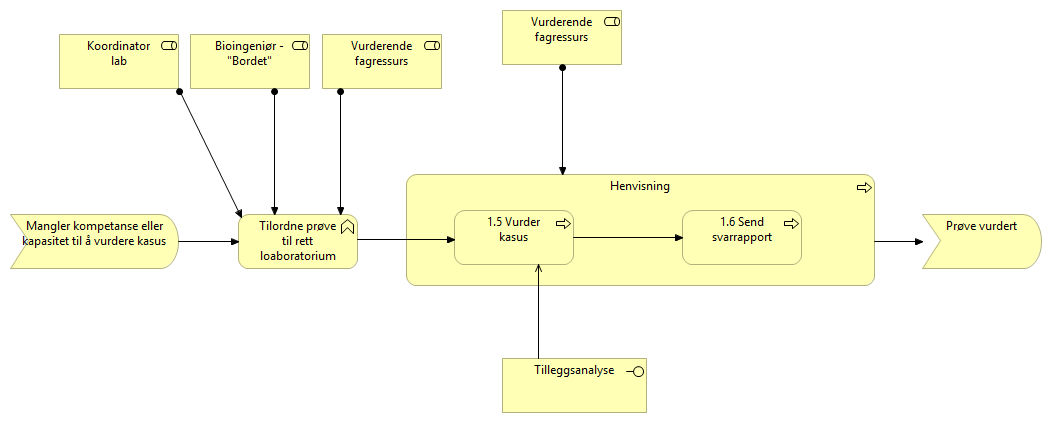 Vurderende
fagressurs
Koordinator
lab
Bioingeniør -
"Bordet"
Vurderende
fagressurs
Henvisning
Mangler kompetanse eller
kapasitet til å vurdere kasus
Tilordne prøve
til rett
loaboratorium
1.5 Vurder
kasus
1.6 Send
svarrapport
Prøve vurdert
Tilleggsanalyse